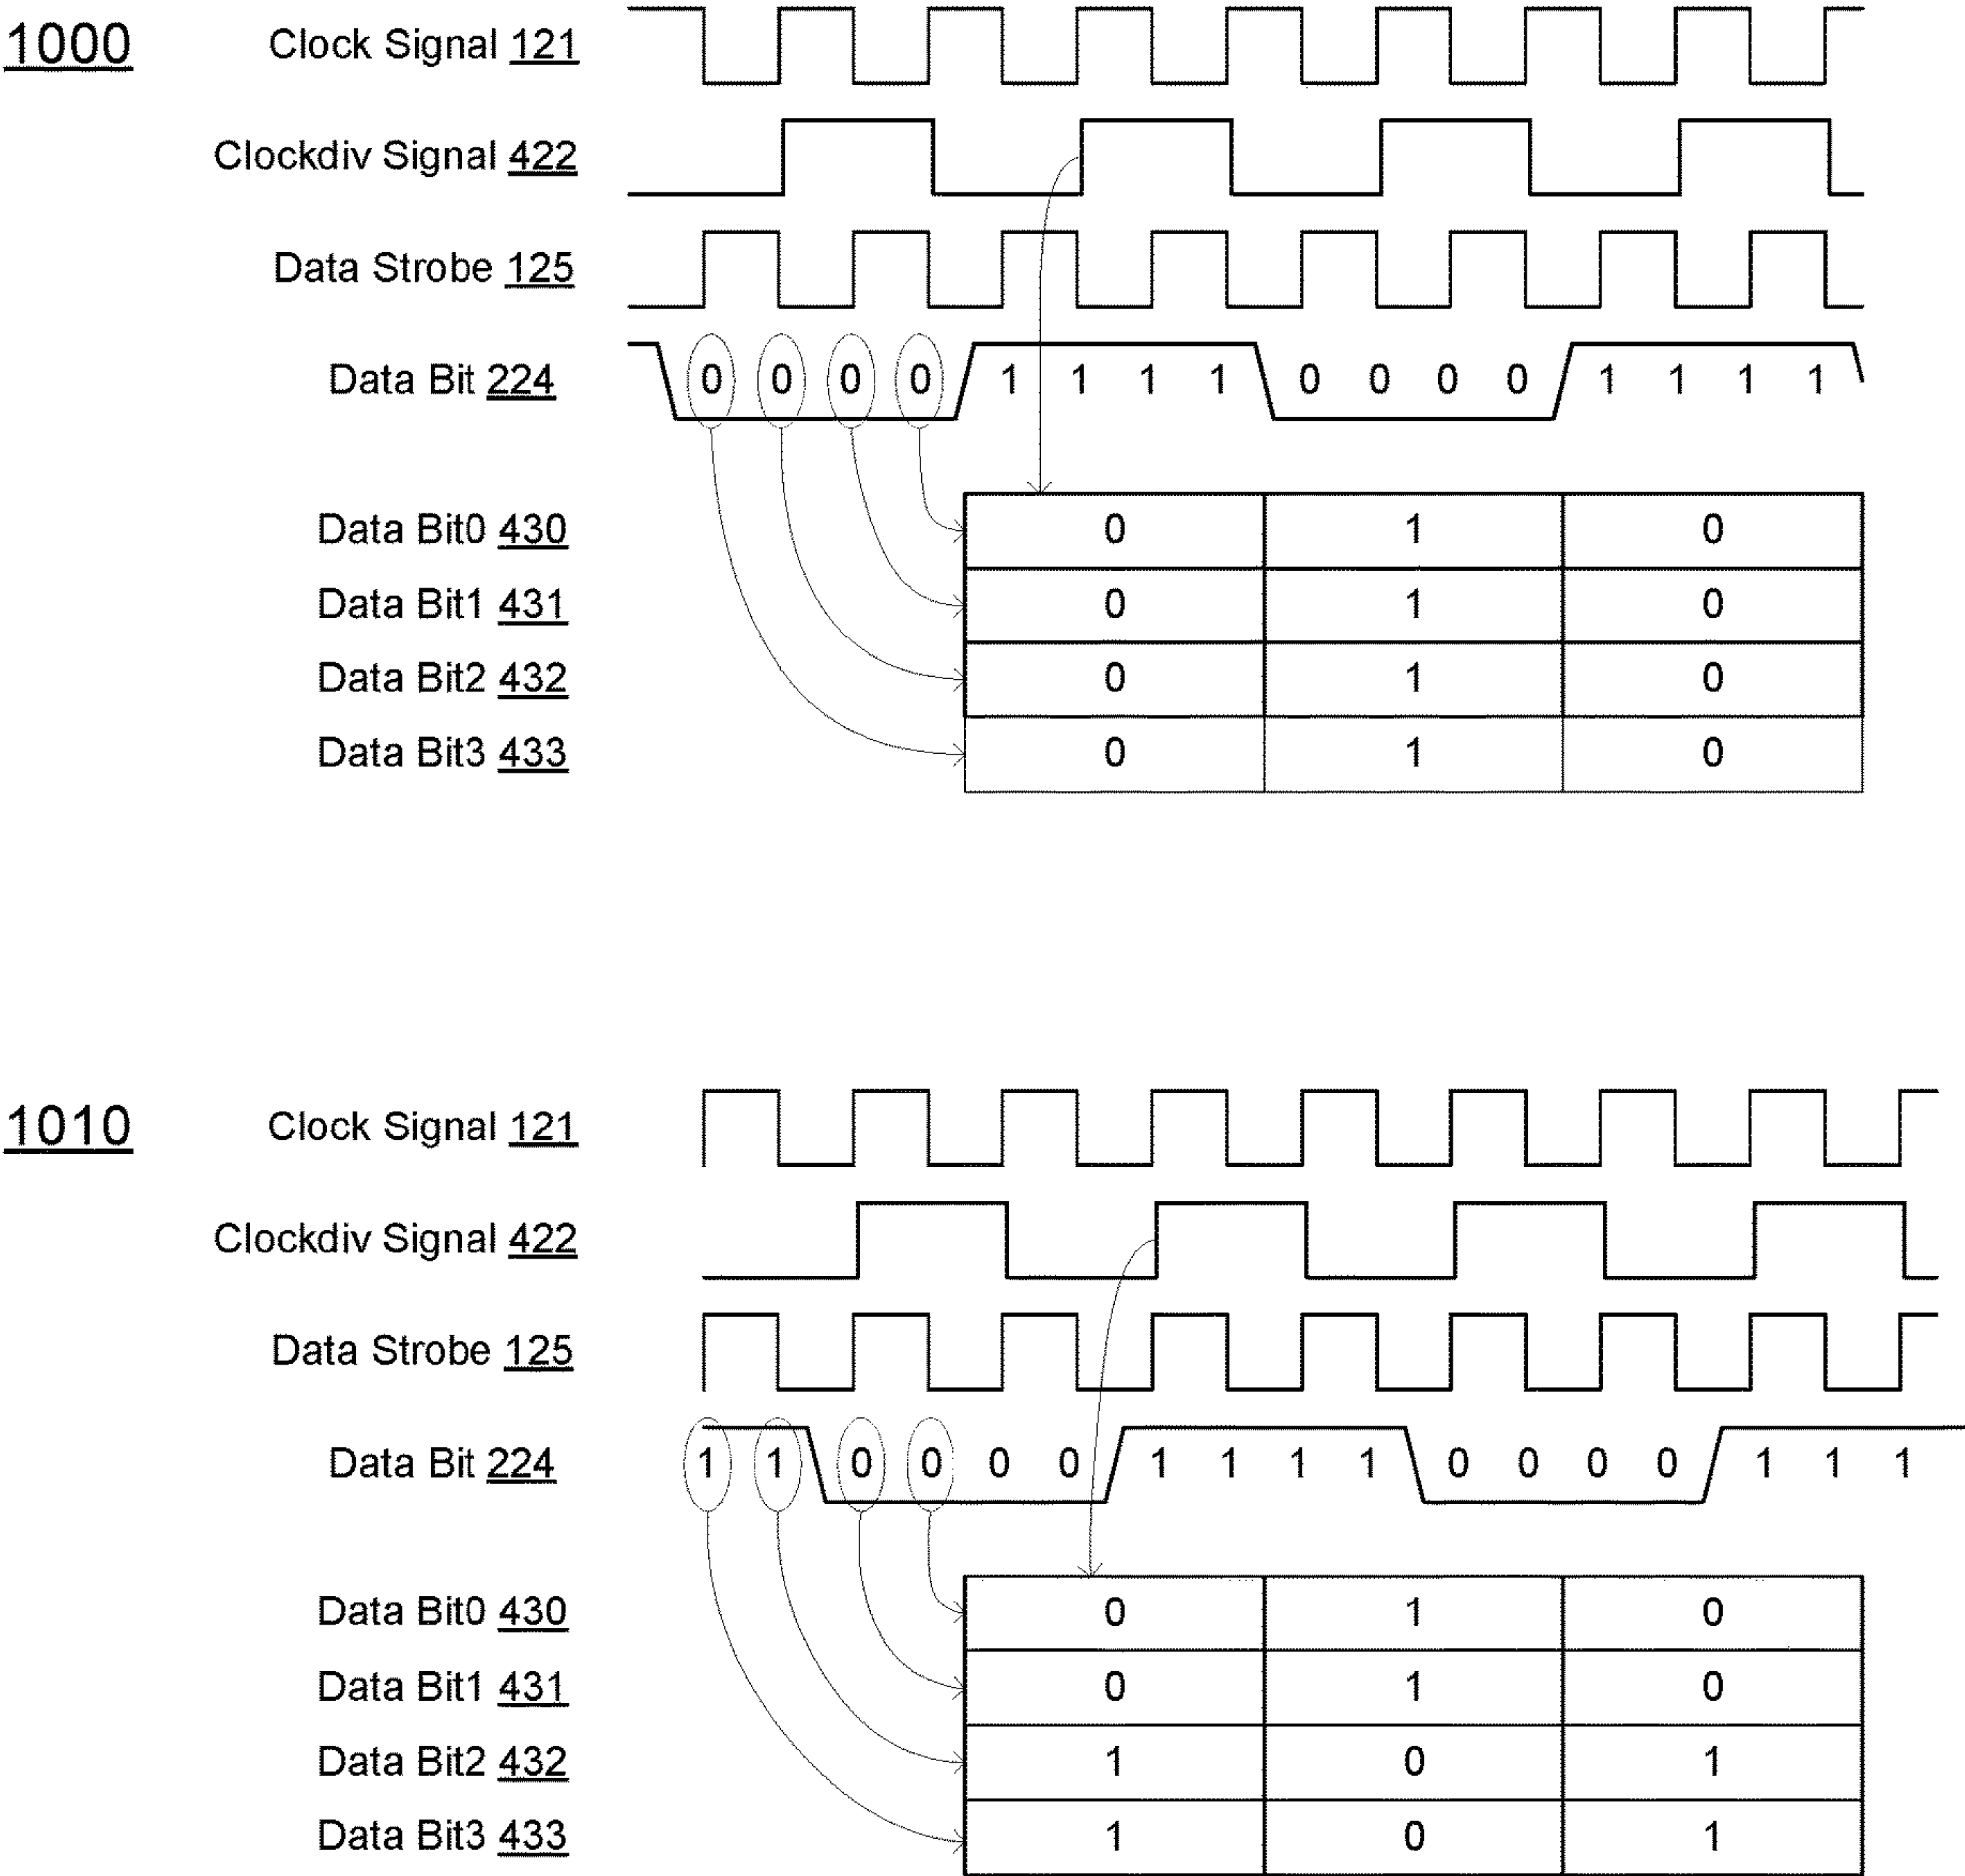 1000 Clock Signal 121
Clockdiv Signal 422
Data Strobe 125
Data Bit 224 0 0 0 0 1 1 1 1 0 0 0 0 1 1 1 1
Data Bit0 430 0 1 0
Data Bit1 431 0 1 0
Data Bit2 432 0 1 0
Data Bit3 433 0 1 0
1010 Clock Signal 121
Clockdiv Signal 422
Data Strobe 125
Data Bit 224 1 1 0 0 0 0 1 1 1 1 0 0 0 0 1 1 1
Data Bit0 430 0 1 0
Data Bit1 431 0 1 0
Data Bit2 432 1 0 1
Data Bit3 433 1 0 1